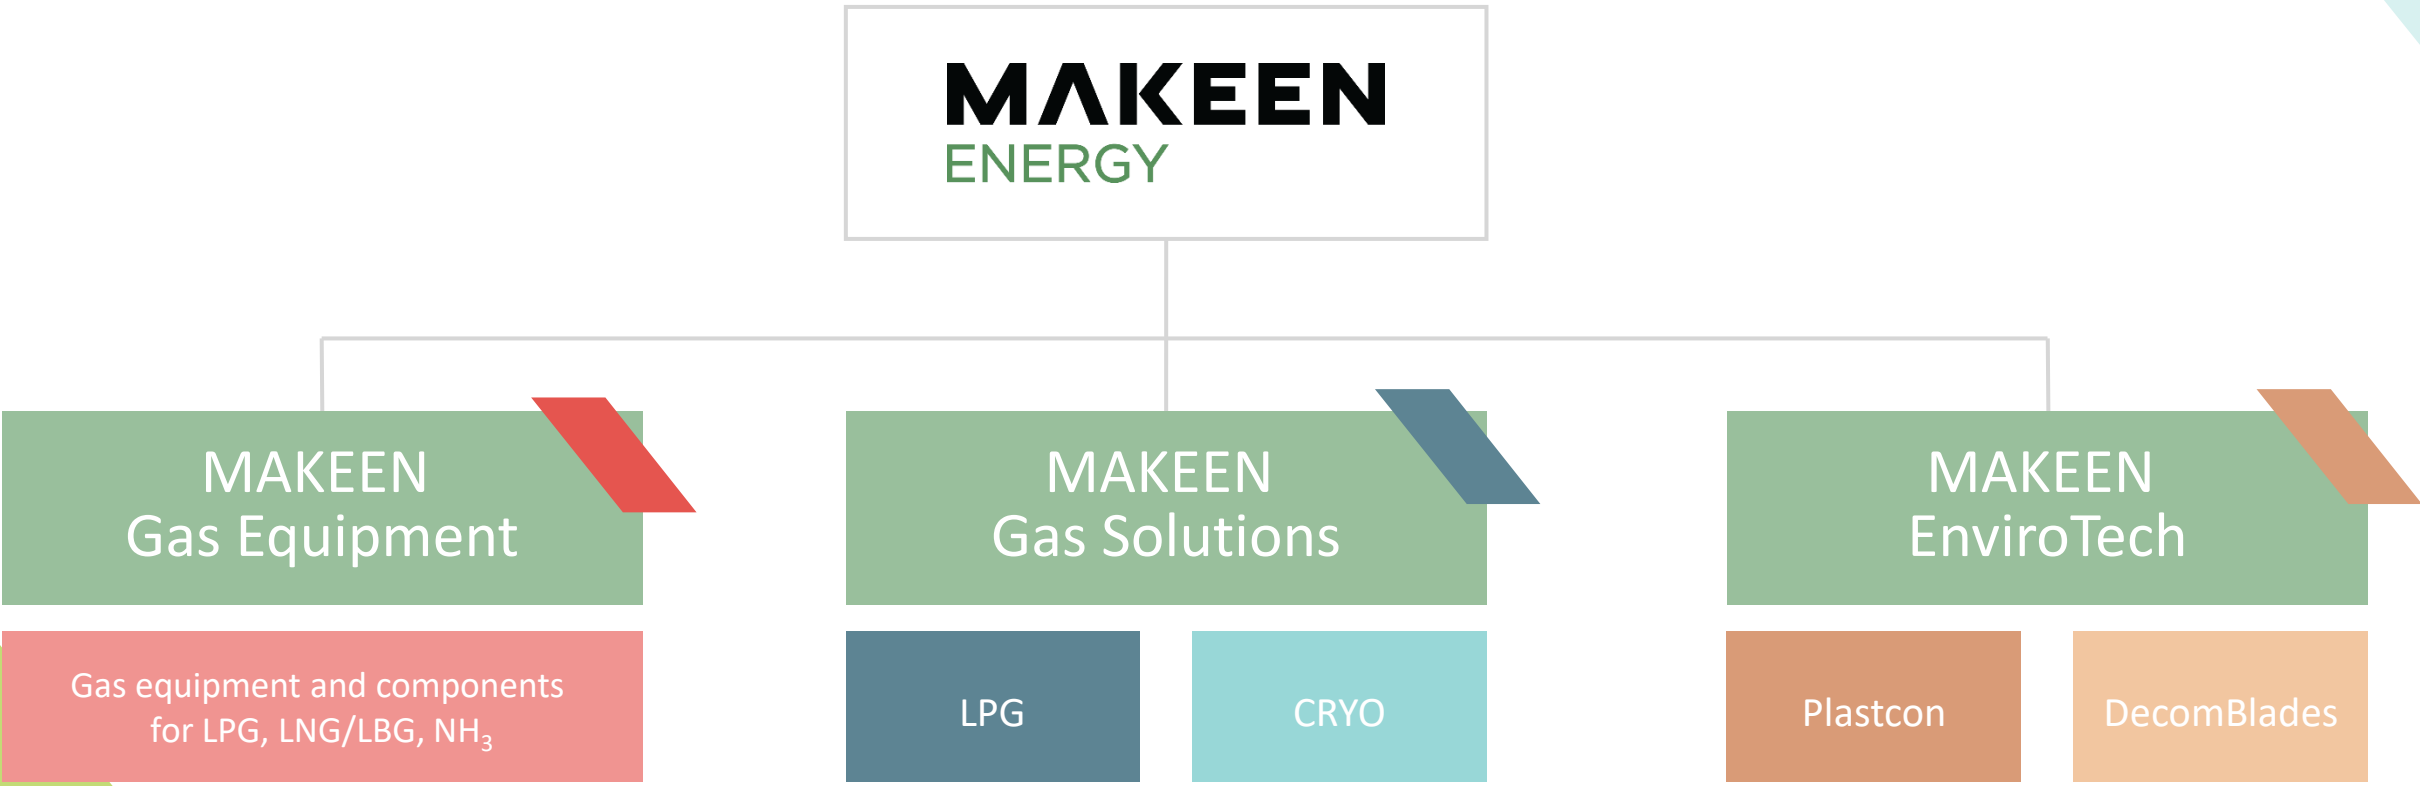 MAKEEN
ENERGY
MAKEEN
Gas Equipment
Gas equipment and components
for LPG, LNG/LBG, NH₃
MAKEEN
Gas Solutions
LPG
CRYO
MAKEEN
EnviroTech
Plastcon
DecomBlades